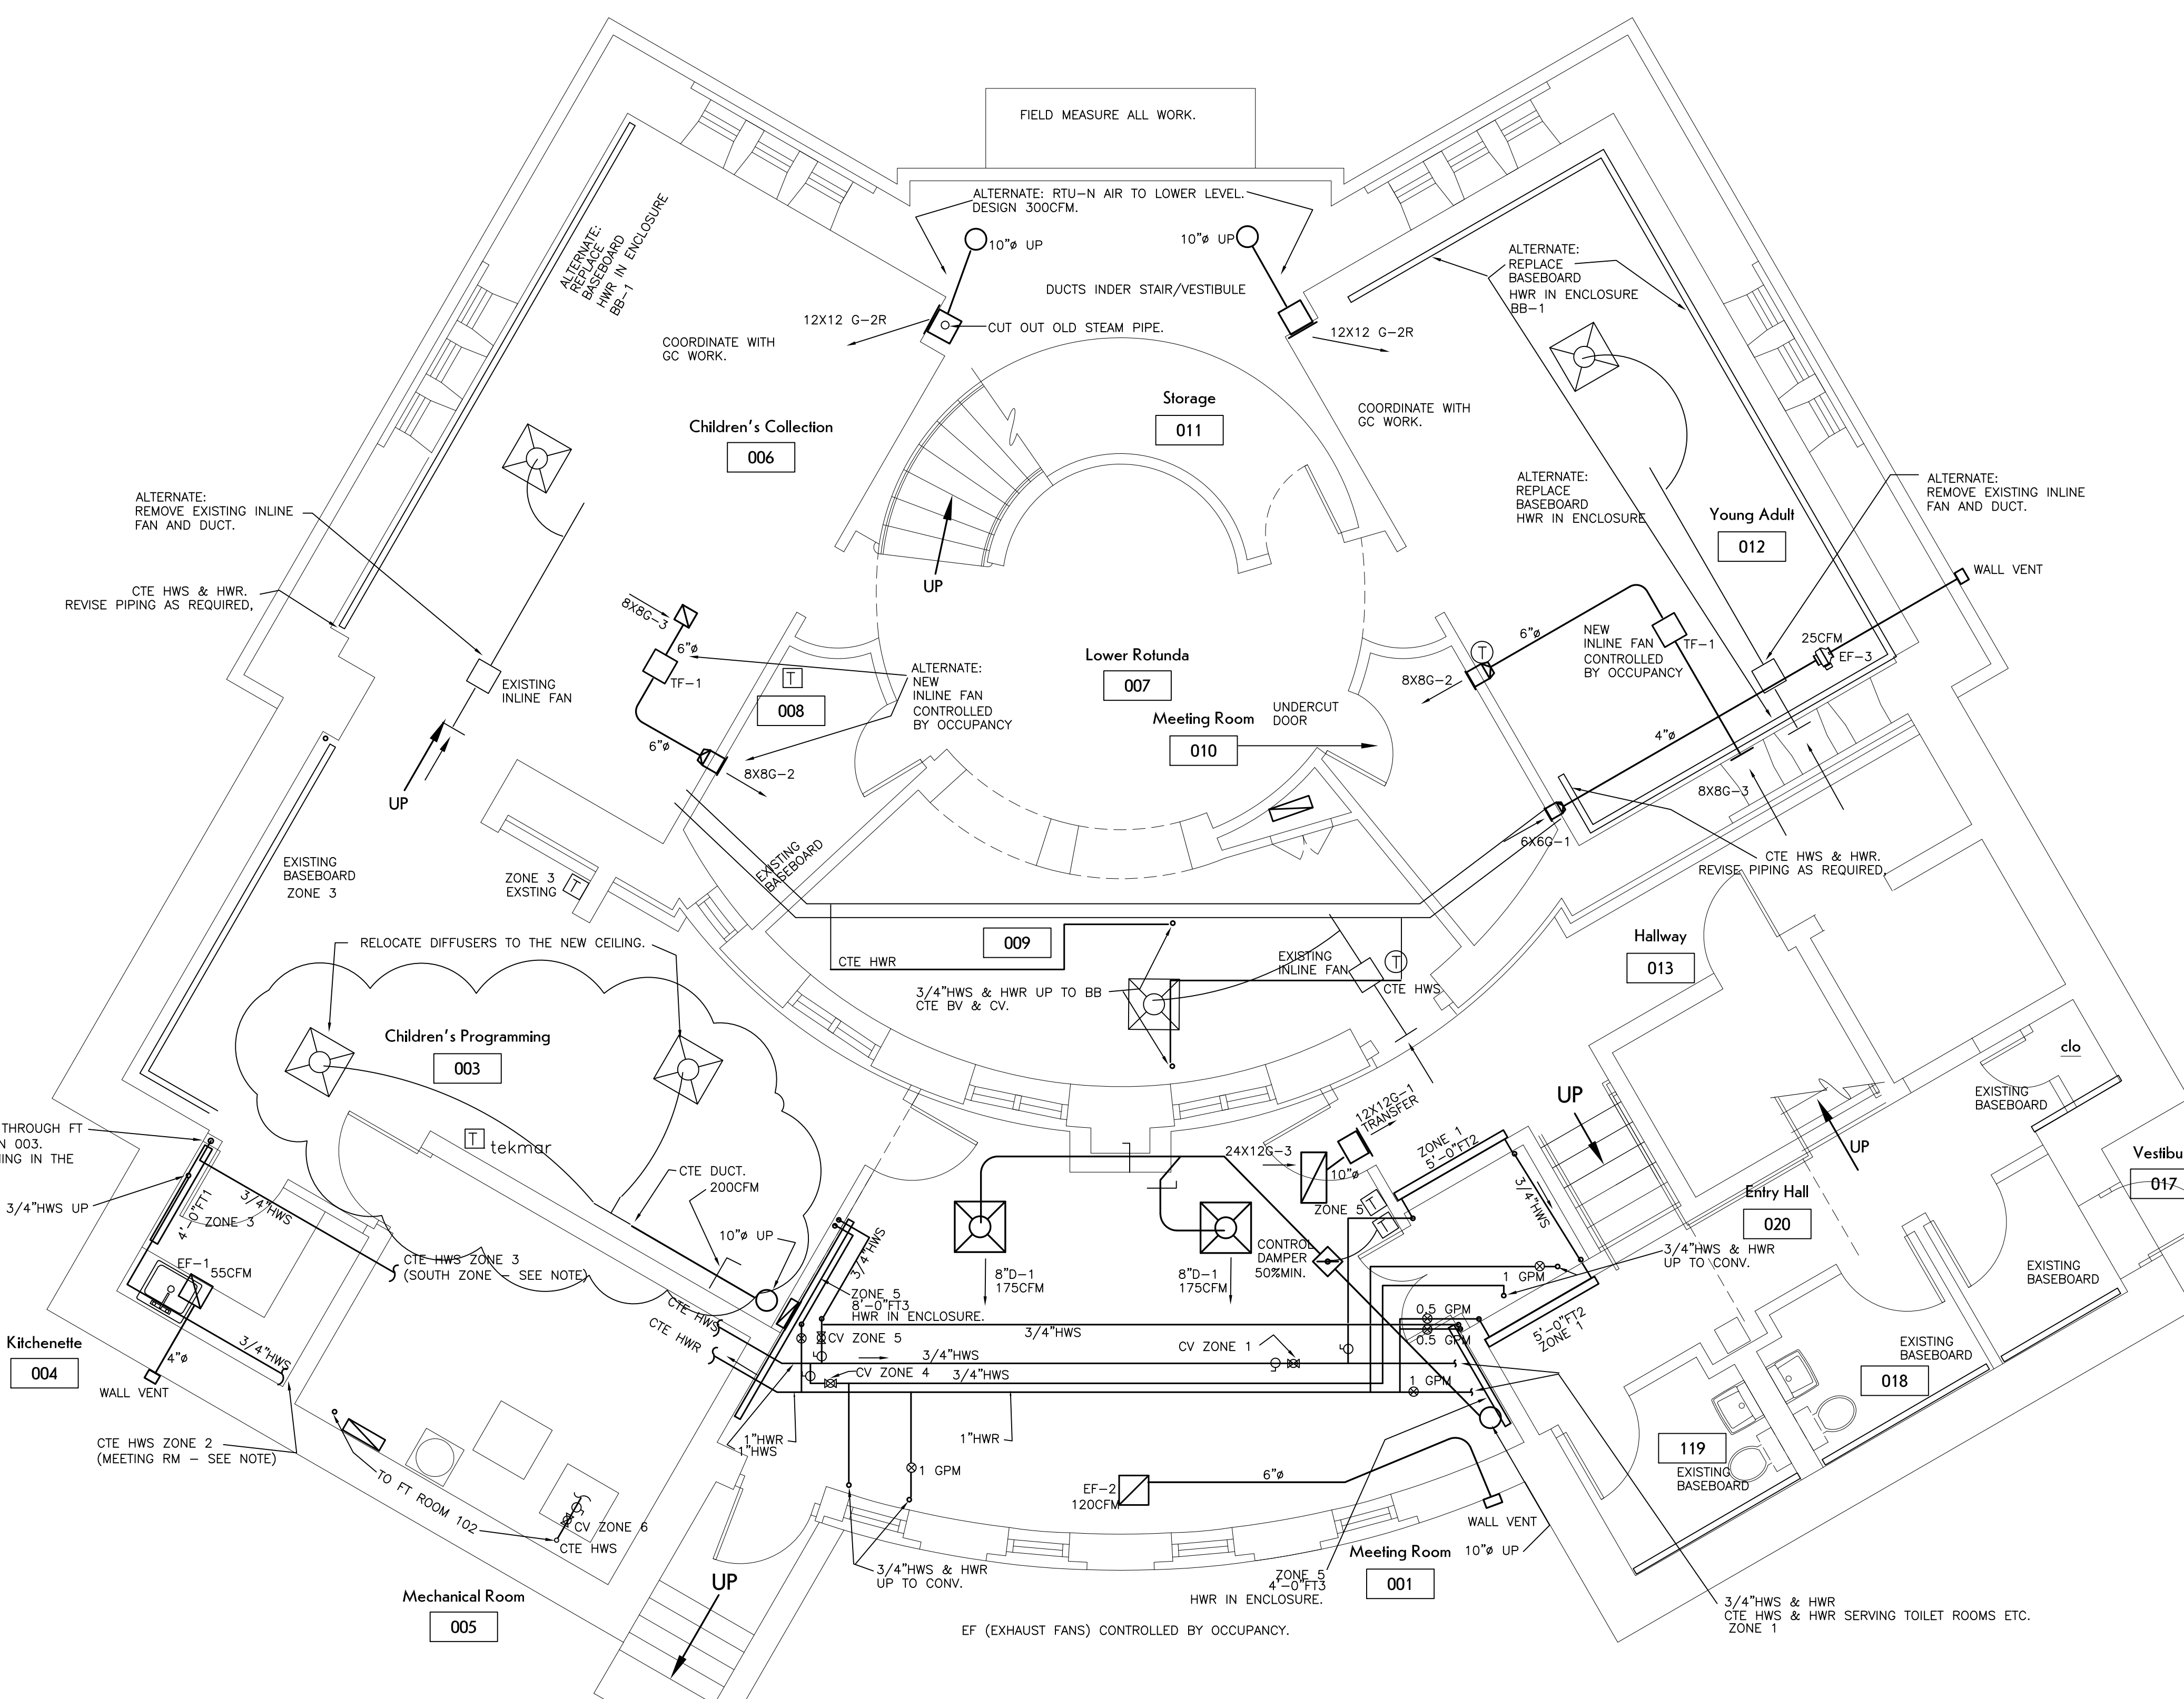 FIELD MEASURE ALL WORK.
ALTERNATE: RTU-N AIR TO LOWER LEVEL.
DESIGN 300CFM.
10"ø UP
10"ø UP
DUCTS INDER STAIR/VESTIBULE
12X12 G-2R
CUT OUT OLD STEAM PIPE.
12X12 G-2R
ALTERNATE:
REPLACE
BASEBOARD
HWR IN ENCLOSURE
BB-1
ALTERNATE:
REPLACE
BASEBOARD
HWR IN ENCLOSURE
BB-1
COORDINATE WITH
GC WORK.
Children's Collection
006
Storage
011
COORDINATE WITH
GC WORK.
ALTERNATE:
REPLACE
BASEBOARD
HWR IN ENCLOSURE
Young Adult
012
ALTERNATE:
REMOVE EXISTING INLINE
FAN AND DUCT.
ALTERNATE:
REMOVE EXISTING INLINE
FAN AND DUCT.
CTE HWS & HWR.
REVISE PIPING AS REQUIRED,
UP
WALL VENT
8X8G-3
6"ø
TF-1
T
008
6"ø
8X8G-2
ALTERNATE:
NEW
INLINE FAN
CONTROLLED
BY OCCUPANCY
EXISTING
INLINE FAN
UP
Lower Rotunda
007
Meeting Room
010
UNDERCUT
DOOR
T
8X8G-2
6"ø
NEW
INLINE FAN
CONTROLLED
BY OCCUPANCY
TF-1
25CFM
EF-3
4"ø
8X8G-3
6X6G-1
CTE HWS & HWR.
REVISE PIPING AS REQUIRED,
EXISTING
BASEBOARD
ZONE 3
ZONE 3
EXSTING
T
EXISTING
BASEBOARD
RELOCATE DIFFUSERS TO THE NEW CEILING.
CTE HWR
009
EXISTING
INLINE FAN
T
CTE HWS
3/4"HWS & HWR UP TO BB
CTE BV & CV.
Hallway
013
clo
EXISTING
BASEBOARD
Children's Programming
003
T
tekmar
THROUGH FT
N 003.
ING IN THE
3/4"HWS UP
4'-0"FT1
ZONE 3
3/4"HWS
CTE DUCT.
200CFM
10"ø UP
CTE HWS ZONE 3
(SOUTH ZONE - SEE NOTE)
EF-1
55CFM
4"ø
3/4"HWS
WALL VENT
Kitchenette
004
CTE HWS ZONE 2
(MEETING RM - SEE NOTE)
TO FT ROOM 102
CV ZONE 6
CTE HWS
Mechanical Room
005
12X12G-1
TRANSFER
24X12G-3
10"ø
ZONE 1
5'-0"FT2
ZONE 5
T
T
CONTROL
DAMPER
50%MIN.
3/4"HWS
UP
UP
Entry Hall
020
Vestibu
017
3/4"HWS & HWR
UP TO CONV.
EXISTING
BASEBOARD
8"D-1
175CFM
8"D-1
175CFM
3/4"HWS
ZONE 5
8'-0"FT3
HWR IN ENCLOSURE.
CTE HWS
CTE HWR
CV ZONE 5
3/4"HWS
3/4"HWS
CV ZONE 4
3/4"HWS
CV ZONE 1
1 GPM
0.5 GPM
0.5 GPM
1 GPM
5'-0"FT2
ZONE 1
1"HWR
1"HWS
1"HWR
1 GPM
EF-2
120CFM
6"ø
WALL VENT
EXISTING
BASEBOARD
018
119
EXISTING
BASEBOARD
3/4"HWS & HWR
UP TO CONV.
UP
Meeting Room
001
10"ø UP
ZONE 5
4'-0"FT3
HWR IN ENCLOSURE.
3/4"HWS & HWR
CTE HWS & HWR SERVING TOILET ROOMS ETC.
ZONE 1
EF (EXHAUST FANS) CONTROLLED BY OCCUPANCY.